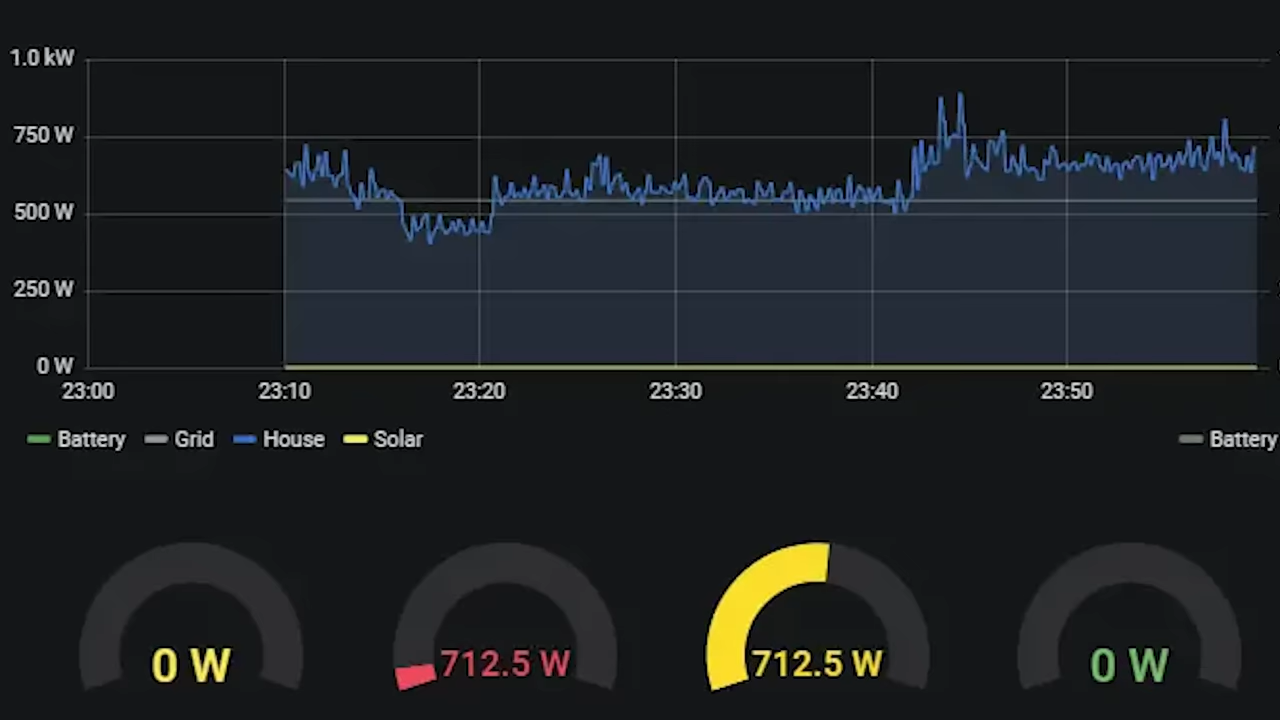 1.0 kW
750 W
500 W
250 W
0 W
23:00 23:10 23:20 23:30 23:40 23:50
Battery Grid House Solar Battery
0 W 712.5 W 712.5 W 0 W